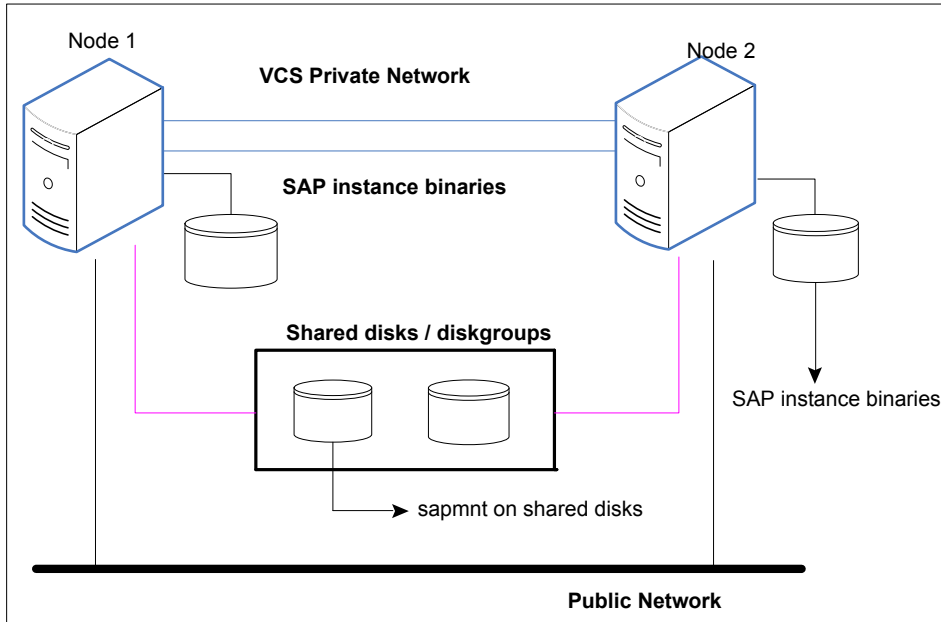 Node 1
Node 2
VCS Private Network
SAP instance binaries
Shared disks / diskgroups
SAP instance binaries
sapmnt on shared disks
Public Network